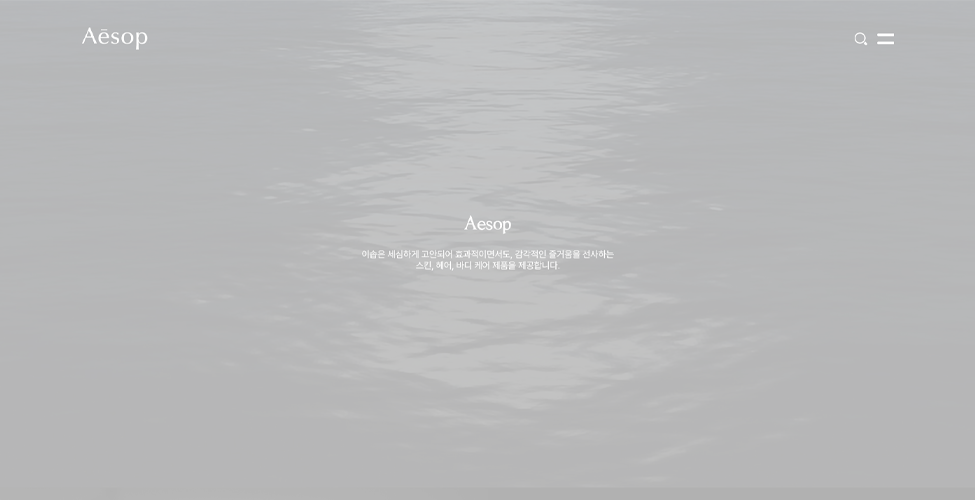 Aēsop
Aesop
이솝은 세심하게 고안되어 효과적이면서도, 감각적인 즐거움을 선사하는
스킨, 헤어, 바디 케어 제품을 제공합니다.